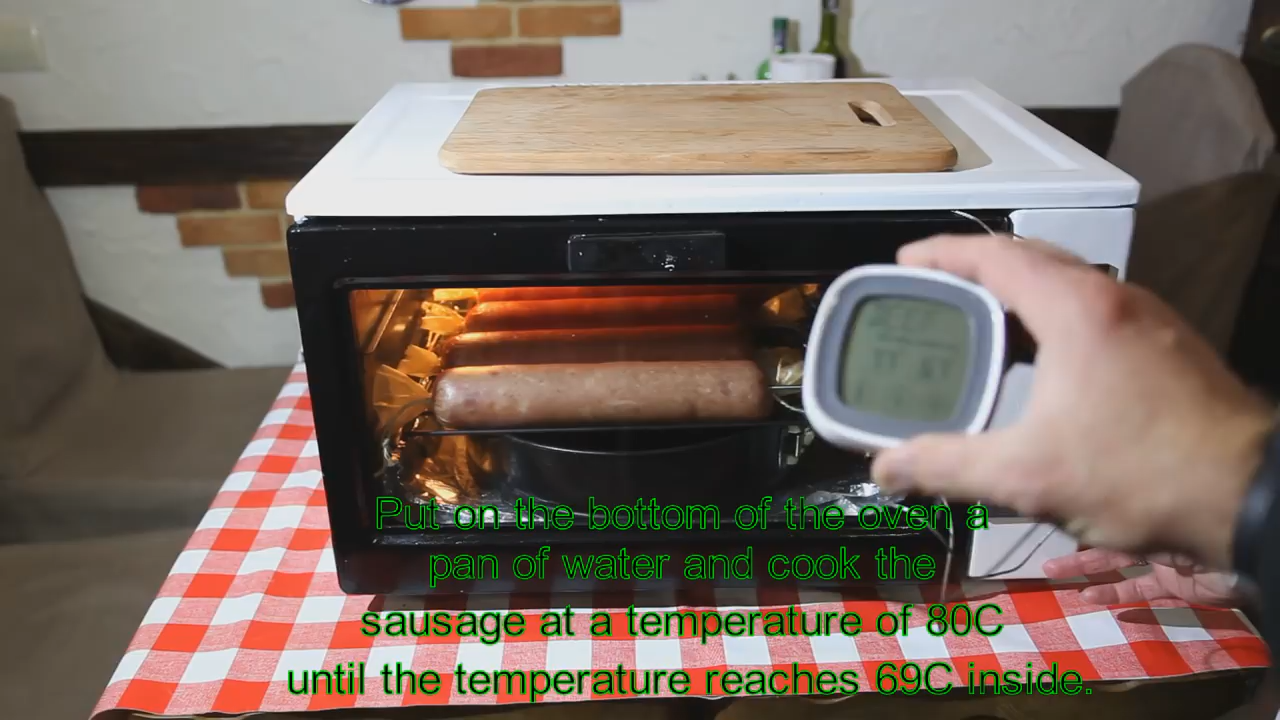 Put on the bottom of the oven a
pan of water and cook the
sausage at a temperature of 80C
until the temperature reaches 69C inside.